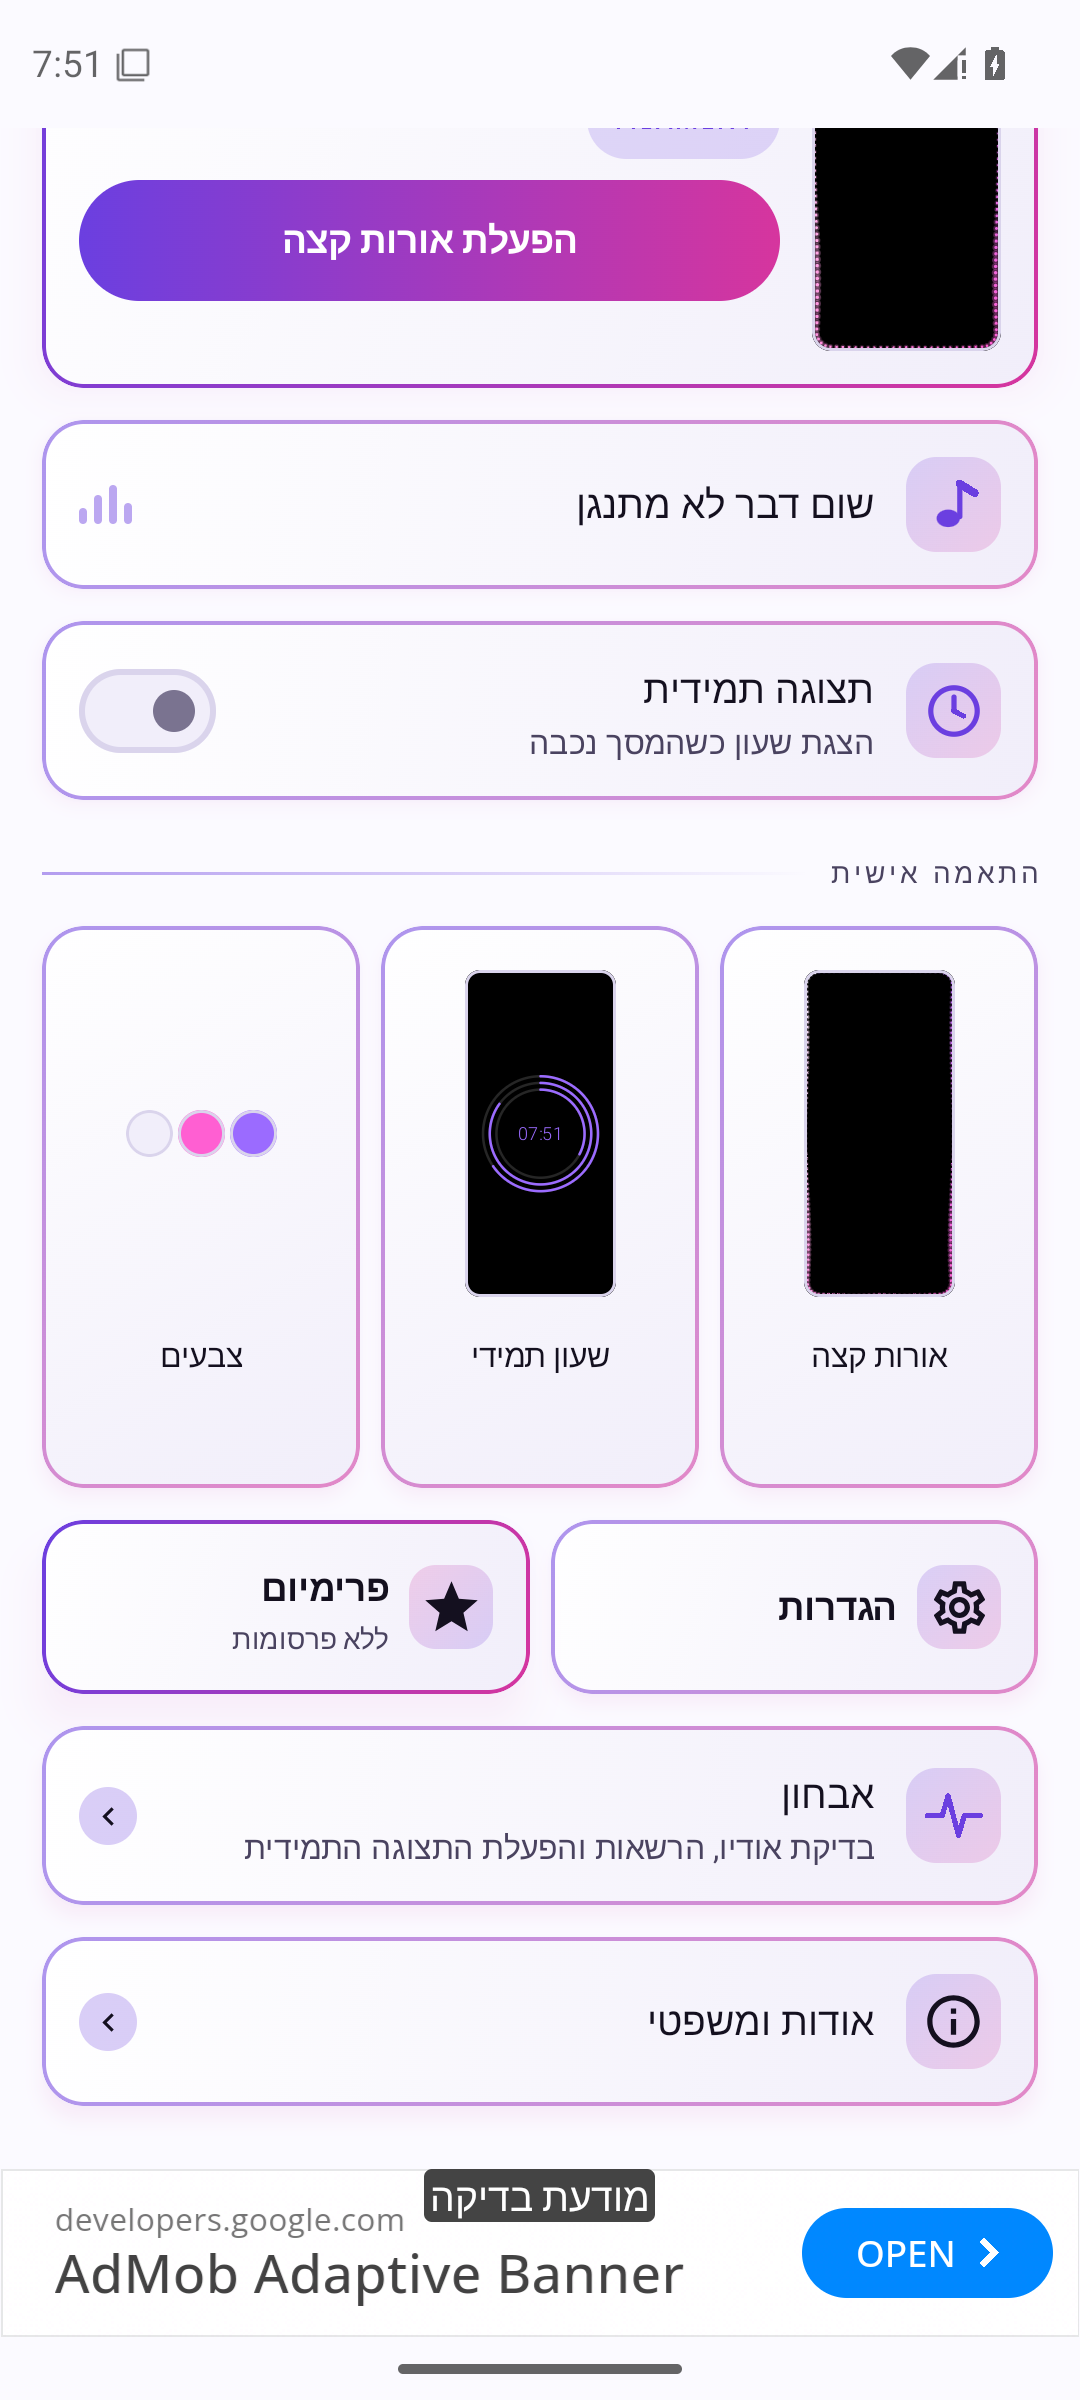 7:51
הפעלת אורות קצה
שום דבר לא מתנגן
תצוגה תמידית
הצגת שעון כשהמסך נכבה
התאמה אישית
07:51
אורות קצה
שעון תמידי
צבעים
הגדרות
פרימיום
ללא פרסומות
אבחון
בדיקת אודיו, הרשאות והפעלת התצוגה התמידית
אודות ומשפטי
מודעת בדיקה
developers.google.com
AdMob Adaptive Banner
OPEN